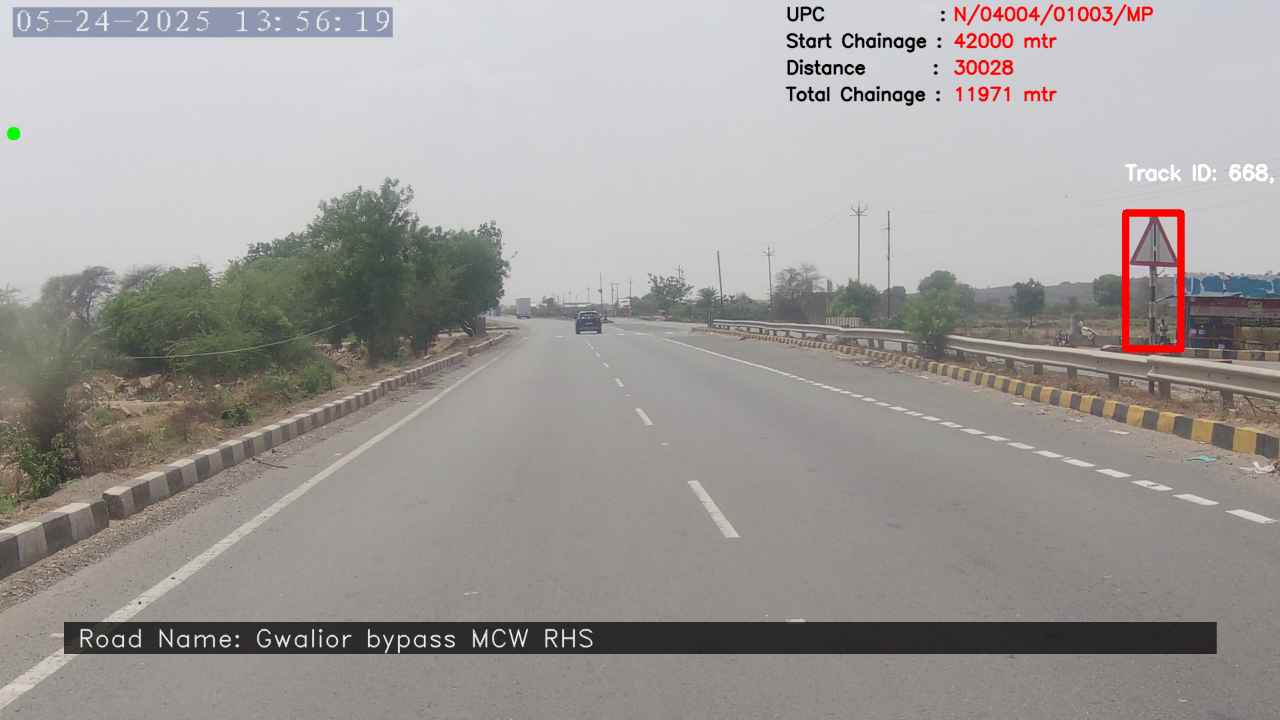 05-24-2025 13:56:19
UPC : N/04004/01003/MP
Start Chainage : 42000 mtr
Distance : 30028
Total Chainage : 11971 mtr
Track ID: 668,
Road Name: Gwalior bypass MCW RHS